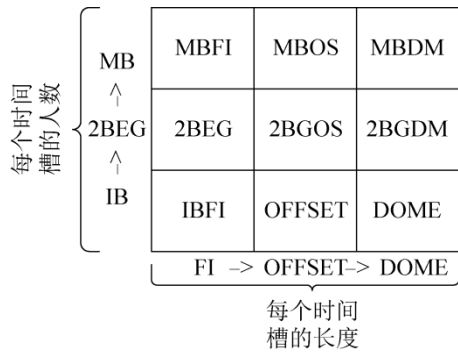 每个时间
槽的人数
MB
->
2BEG
->
IB
MBFI MBOS MBDM
2BEG 2BGOS 2BGDM
IBFI OFFSET DOME
FI -> OFFSET-> DOME
每个时间
槽的长度